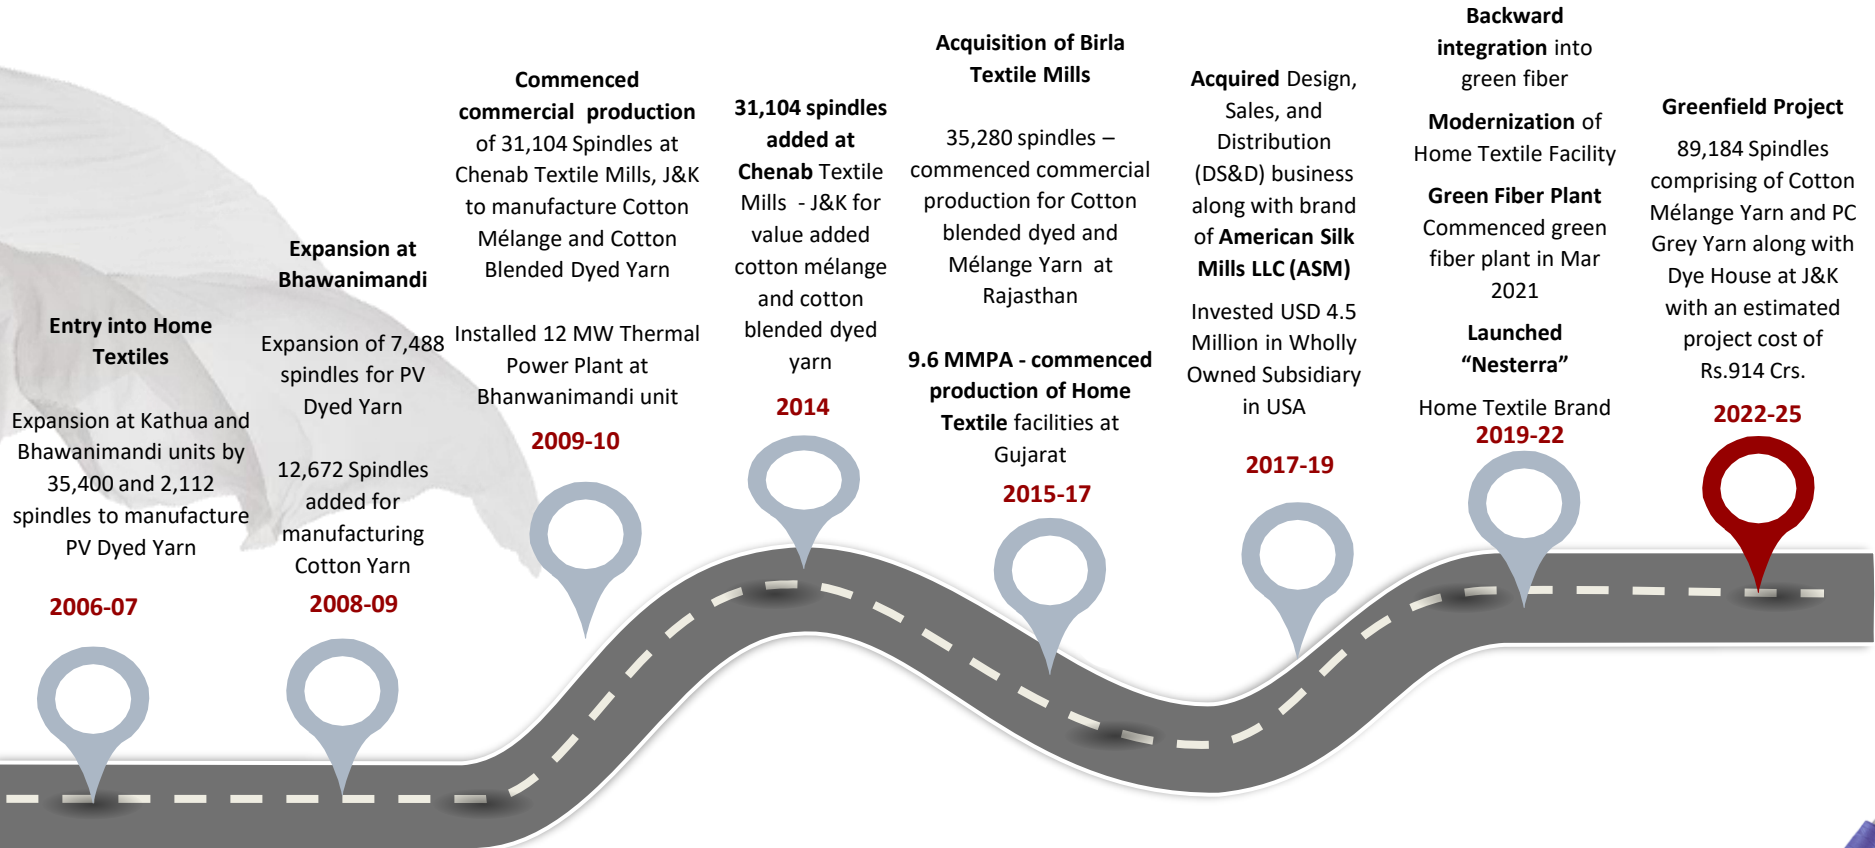 Entry into Home
Textiles
Expansion at Kathua and
Bhawanimandi units by
35,400 and 2,112
spindles to manufacture
PV Dyed Yarn
2006-07
Expansion at
Bhawanimandi
Expansion of 7,488
spindles for PV
Dyed Yarn
12,672 Spindles
added for
manufacturing
Cotton Yarn
2008-09
Commenced
commercial production
of 31,104 Spindles at
Chenab Textile Mills, J&K
to manufacture Cotton
Mélange and Cotton
Blended Dyed Yarn
Installed 12 MW Thermal
Power Plant at
Bhanwanimandi unit
2009-10
31,104 spindles
added at
Chenab Textile
Mills - J&K for
value added
cotton mélange
and cotton
blended dyed
yarn
2014
Acquisition of Birla
Textile Mills
35,280 spindles –
commenced commercial
production for Cotton
blended dyed and
Mélange Yarn at
Rajasthan
9.6 MMPA - commenced
production of Home
Textile facilities at
Gujarat
2015-17
Acquired Design,
Sales, and
Distribution
(DS&D) business
along with brand
of American Silk
Mills LLC (ASM)
Invested USD 4.5
Million in Wholly
Owned Subsidiary
in USA
2017-19
Backward
integration into
green fiber
Modernization of
Home Textile Facility
Green Fiber Plant
Commenced green
fiber plant in Mar
2021
Launched
“Nesterra”
Home Textile Brand
2019-22
Greenfield Project
89,184 Spindles
comprising of Cotton
Mélange Yarn and PC
Grey Yarn along with
Dye House at J&K
with an estimated
project cost of
Rs.914 Crs.
2022-25